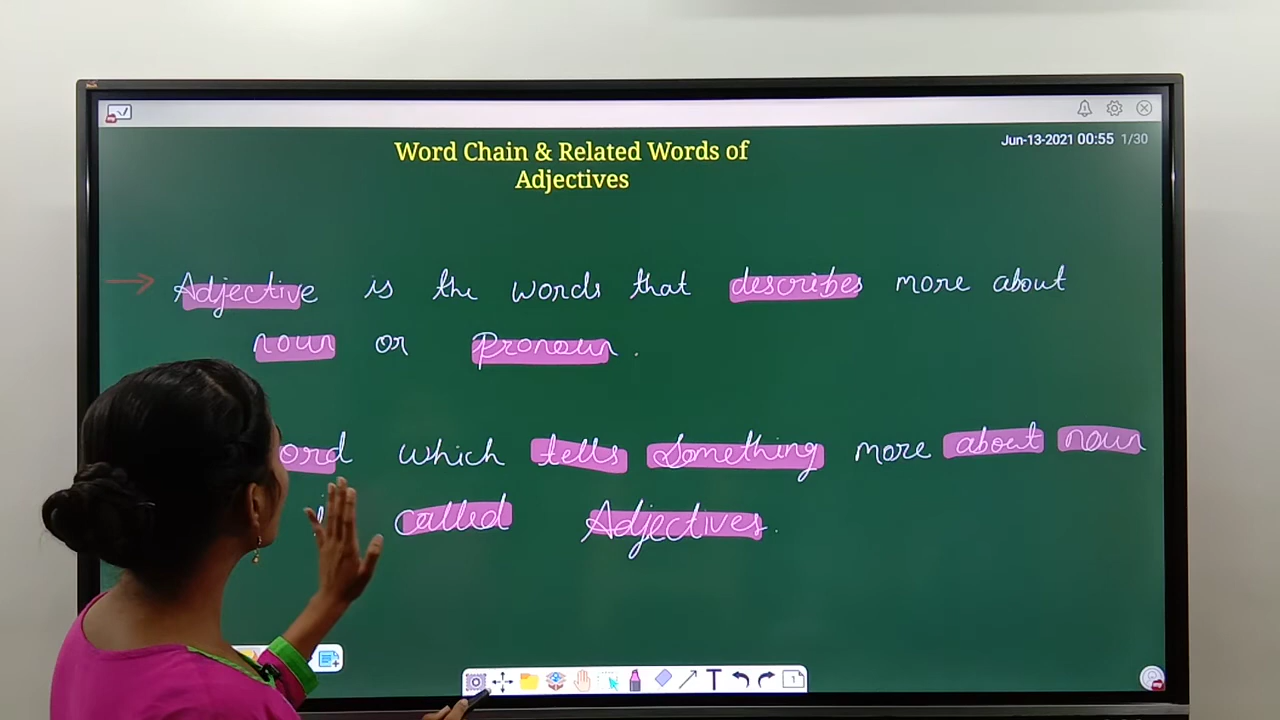 Jun-13-2021 00:55 1/30
Word Chain & Related Words of
Adjectives
Adjective is the words that describes more about
noun or pronoun.
ord which tells something more about noun
called Adjectives.